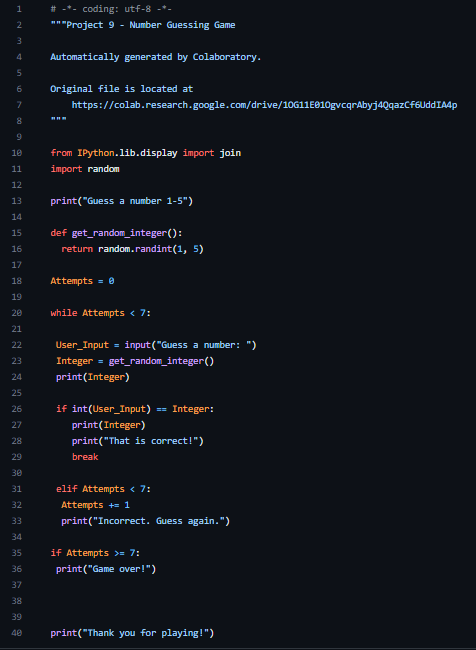 1 # -*- coding: utf-8 -*-
2 """Project 9 - Number Guessing Game
3
4 Automatically generated by Colaboratory.
5
6 Original file is located at
7     https://colab.research.google.com/drive/1OG11E01OgvcqrAbyj4QqazCf6UddIA4p
8 """
9
10 from IPython.lib.display import join
11 import random
12
13 print("Guess a number 1-5")
14
15 def get_random_integer():
16   return random.randint(1, 5)
17
18 Attempts = 0
19
20 while Attempts < 7:
21
22  User_Input = input("Guess a number: ")
23  Integer = get_random_integer()
24  print(Integer)
25
26  if int(User_Input) == Integer:
27     print(Integer)
28     print("That is correct!")
29     break
30
31  elif Attempts < 7:
32   Attempts += 1
33   print("Incorrect. Guess again.")
34
35 if Attempts >= 7:
36  print("Game over!")
37
38
39
40 print("Thank you for playing!")